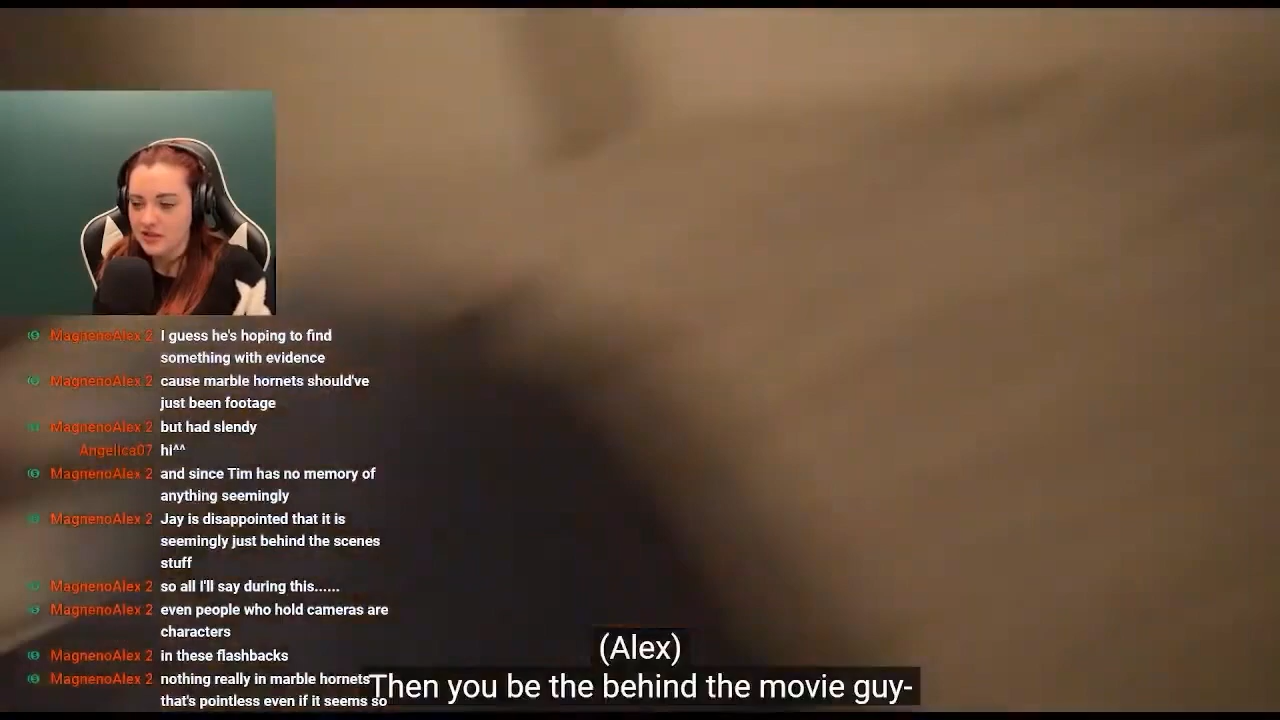 MagnenoAlex 2 I guess he's hoping to find
something with evidence
MagnenoAlex 2 cause marble hornets should've
just been footage
MagnenoAlex 2 but had slendy
Angelica07 hi^^
MagnenoAlex 2 and since Tim has no memory of
anything seemingly
MagnenoAlex 2 Jay is disappointed that it is
seemingly just behind the scenes
stuff
MagnenoAlex 2 so all I'll say during this......
MagnenoAlex 2 even people who hold cameras are
characters
MagnenoAlex 2 in these flashbacks
MagnenoAlex 2 nothing really in marble hornets
that's pointless even if it seems so
(Alex)
Then you be the behind the movie guy-